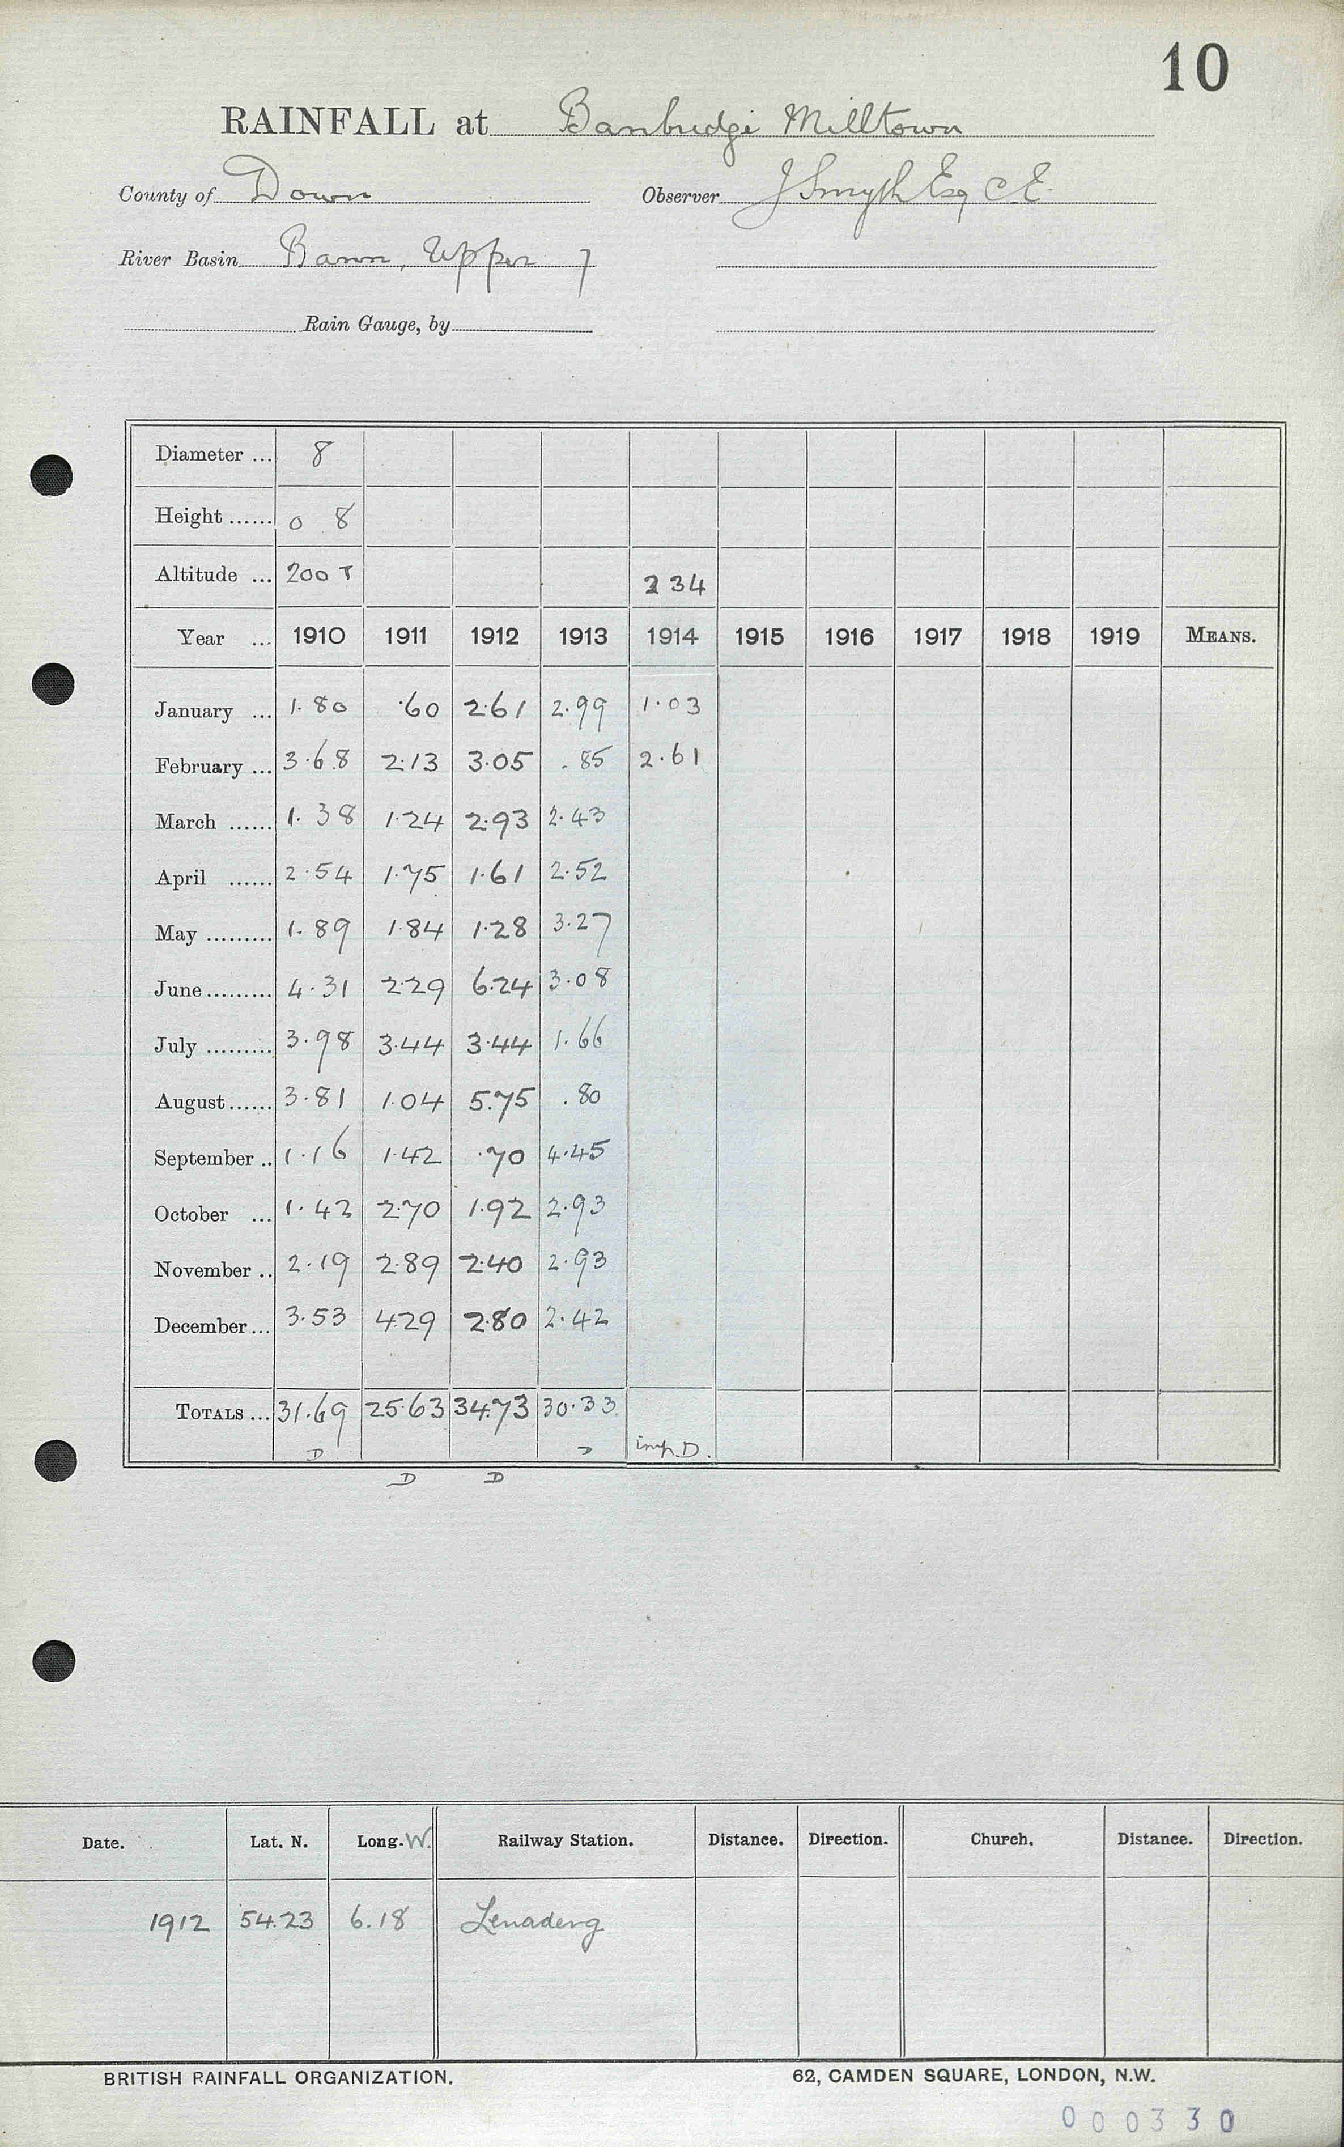 10
RAINFALL at Banbridge Milltown
County of Down Observer J Smyth Esq C.E.
River Basin Bann, Upper 7
Rain Gauge, by
Diameter ... 8
Height ...... 0 8
Altitude ... 200 T 234
Year ... 1910 1911 1912 1913 1914 1915 1916 1917 1918 1919 MEANS.
January ... 1.80 .60 2.61 2.99 1.03
February ... 3.68 2.13 3.05 .85 2.61
March ...... 1.38 1.24 2.93 2.43
April ...... 2.54 1.75 1.61 2.52
May ......... 1.89 1.84 1.28 3.27
June ......... 4.31 2.29 6.24 3.08
July ......... 3.98 3.44 3.44 1.66
August ...... 3.81 1.04 5.75 .80
September .. 1.16 1.42 .70 4.45
October ... 1.42 2.70 1.92 2.93
November .. 2.19 2.89 2.40 2.93
December ... 3.53 4.29 2.80 2.42
TOTALS ... 31.69 25.63 34.73 30.33
D D imp. D.
D D
Date. Lat. N. Long. W. Railway Station. Distance. Direction. Church. Distance. Direction.
1912 54.23 6.18 Lenaderg
BRITISH RAINFALL ORGANIZATION. 62, CAMDEN SQUARE, LONDON, N.W.
000330